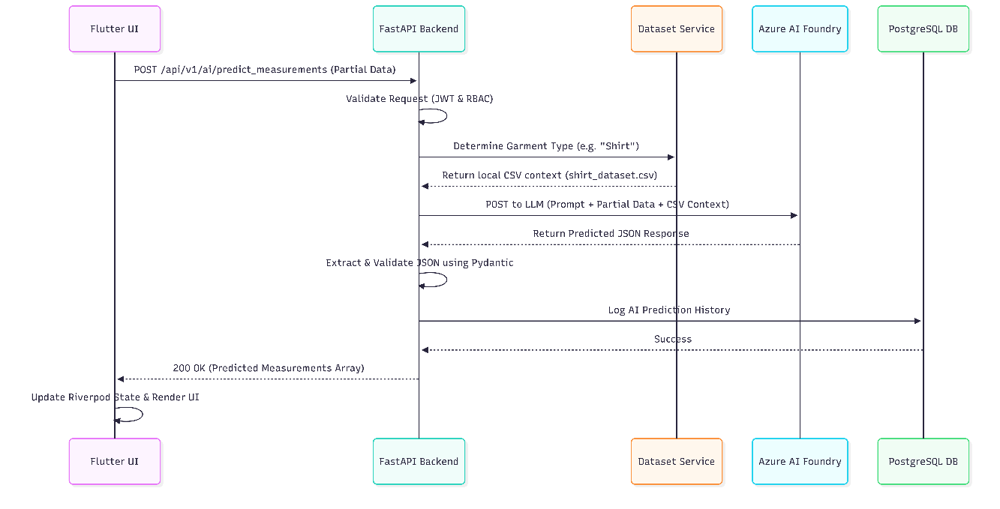 Flutter UI
FastAPI Backend
Dataset Service
Azure AI Foundry
PostgreSQL DB
POST /api/v1/ai/predict_measurements (Partial Data)
Validate Request (JWT & RBAC)
Determine Garment Type (e.g. "Shirt")
Return local CSV context (shirt_dataset.csv)
POST to LLM (Prompt + Partial Data + CSV Context)
Return Predicted JSON Response
Extract & Validate JSON using Pydantic
Log AI Prediction History
Success
200 OK (Predicted Measurements Array)
Update Riverpod State & Render UI
Flutter UI
FastAPI Backend
Dataset Service
Azure AI Foundry
PostgreSQL DB